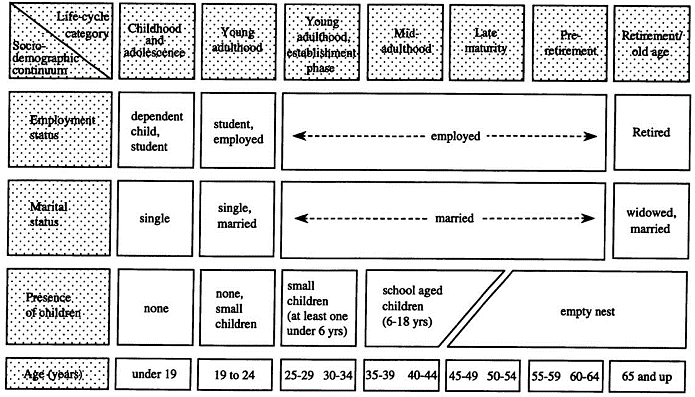 Life-cycle
category
Socio-
demographic
continuum
Childhood
and
adolescence
Young
adulthood
Young
adulthood,
establishment
phase
Mid-
adulthood
Late
maturity
Pre-
retirement
Retirement/
old age
Employment
status
dependent
child,
student
student,
employed
employed
Retired
Marital
status
single
single,
married
married
widowed,
married
Presence
of children
none
none,
small
children
small
children
(at least one
under 6 yrs)
school aged
children
(6-18 yrs)
empty nest
Age (years)
under 19
19 to 24
25-29 30-34
35-39 40-44
45-49 50-54
55-59 60-64
65 and up